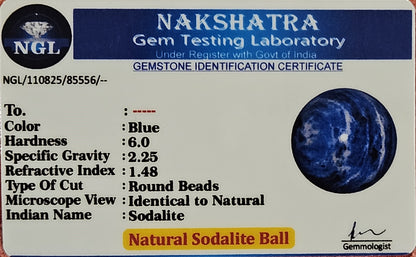 NGL
NAKSHATRA
Gem Testing Laboratory
Under Register with Govt of India
GEMSTONE IDENTIFICATION CERTIFICATE
NGL/110825/85556/--
To. : -----
Color : Blue
Hardness : 6.0
Specific Gravity : 2.25
Refractive Index : 1.48
Type Of Cut : Round Beads
Microscope View : Identical to Natural
Indian Name : Sodalite
Natural Sodalite Ball
Gemmologist